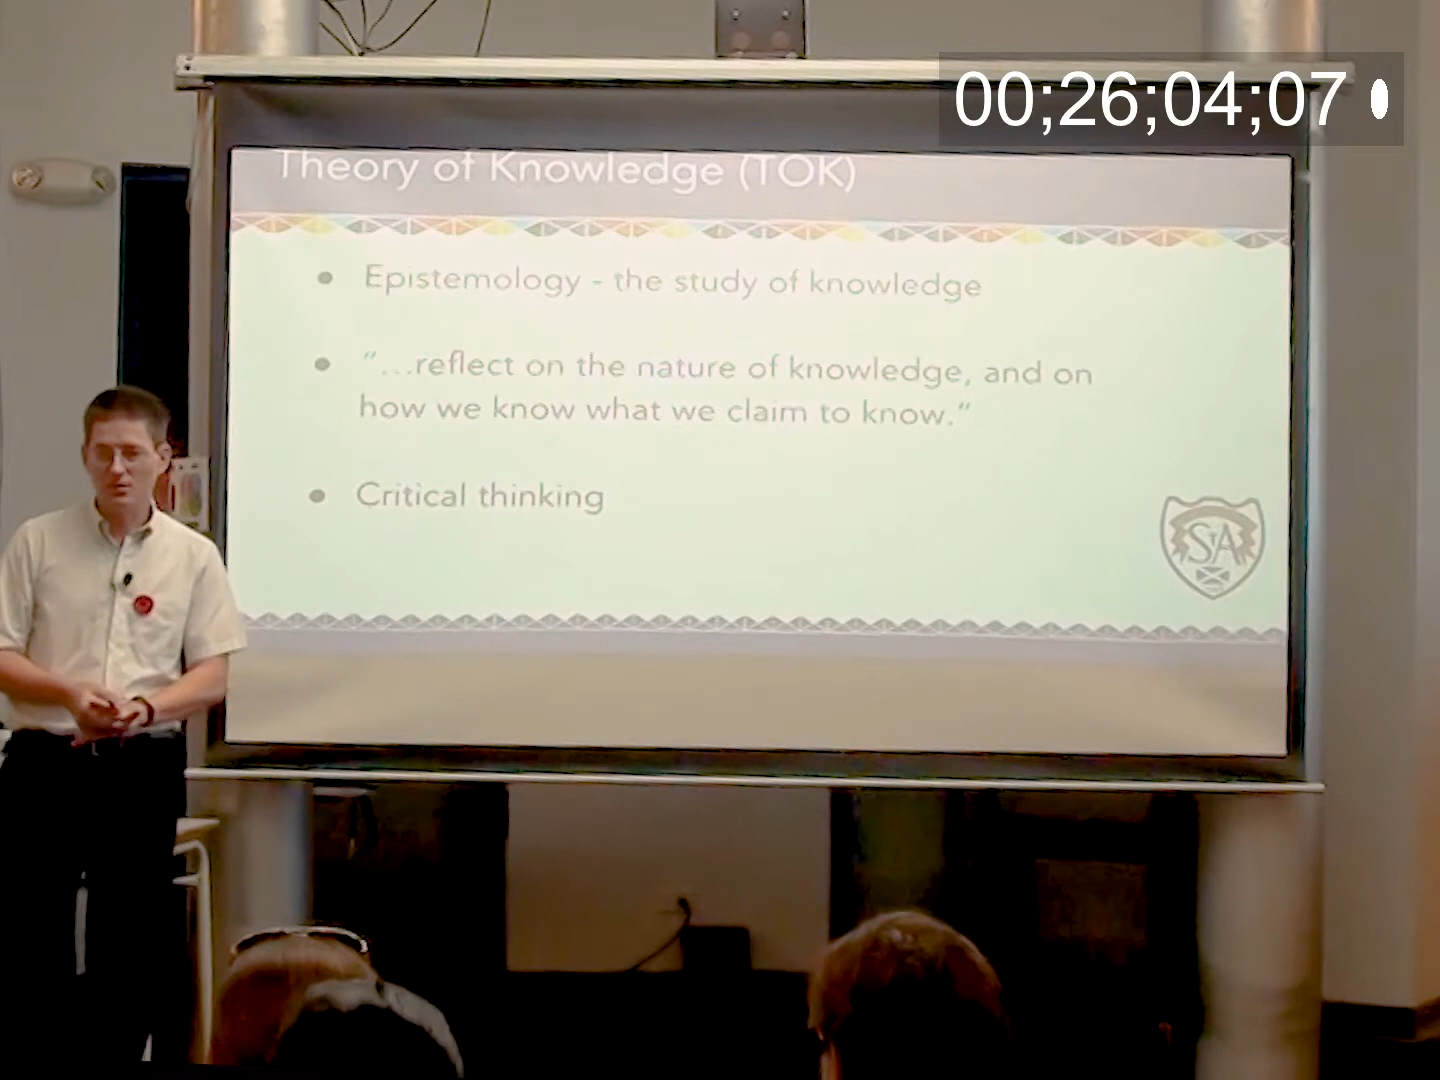 00;26;04;07
Theory of Knowledge (TOK)
• Epistemology - the study of knowledge
• “...reflect on the nature of knowledge, and on
how we know what we claim to know.”
• Critical thinking
StA